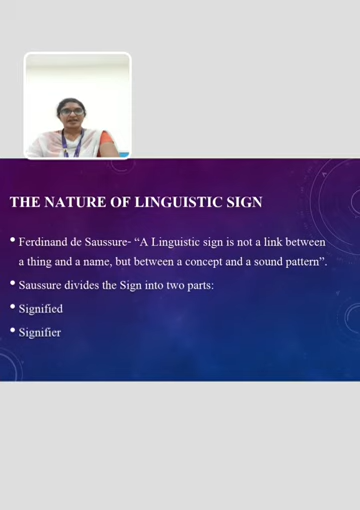 THE NATURE OF LINGUISTIC SIGN
• Ferdinand de Saussure- “A Linguistic sign is not a link between
a thing and a name, but between a concept and a sound pattern”.
• Saussure divides the Sign into two parts:
• Signified
• Signifier